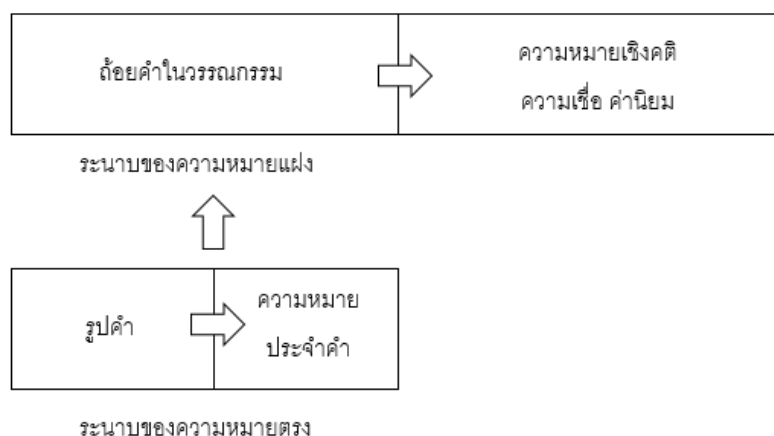 ถ้อยคำในวรรณกรรม
ความหมายเชิงคติ
ความเชื่อ ค่านิยม
ระนาบของความหมายแฝง
รูปคำ
ความหมาย
ประจำคำ
ระนาบของความหมายตรง